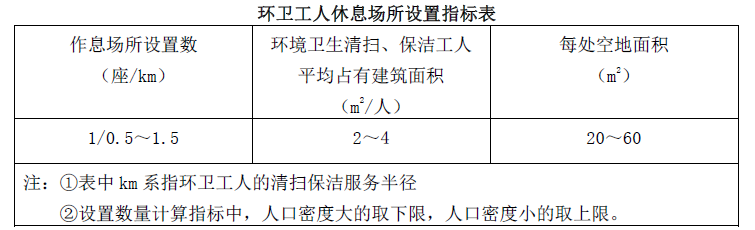 环卫工人休息场所设置指标表
作息场所设置数
（座/km）
环境卫生清扫、保洁工人
平均占有建筑面积
（m²/人）
每处空地面积
（m²）
1/0.5～1.5
2～4
20～60
注：①表中 km 系指环卫工人的清扫保洁服务半径
②设置数量计算指标中，人口密度大的取下限，人口密度小的取上限。